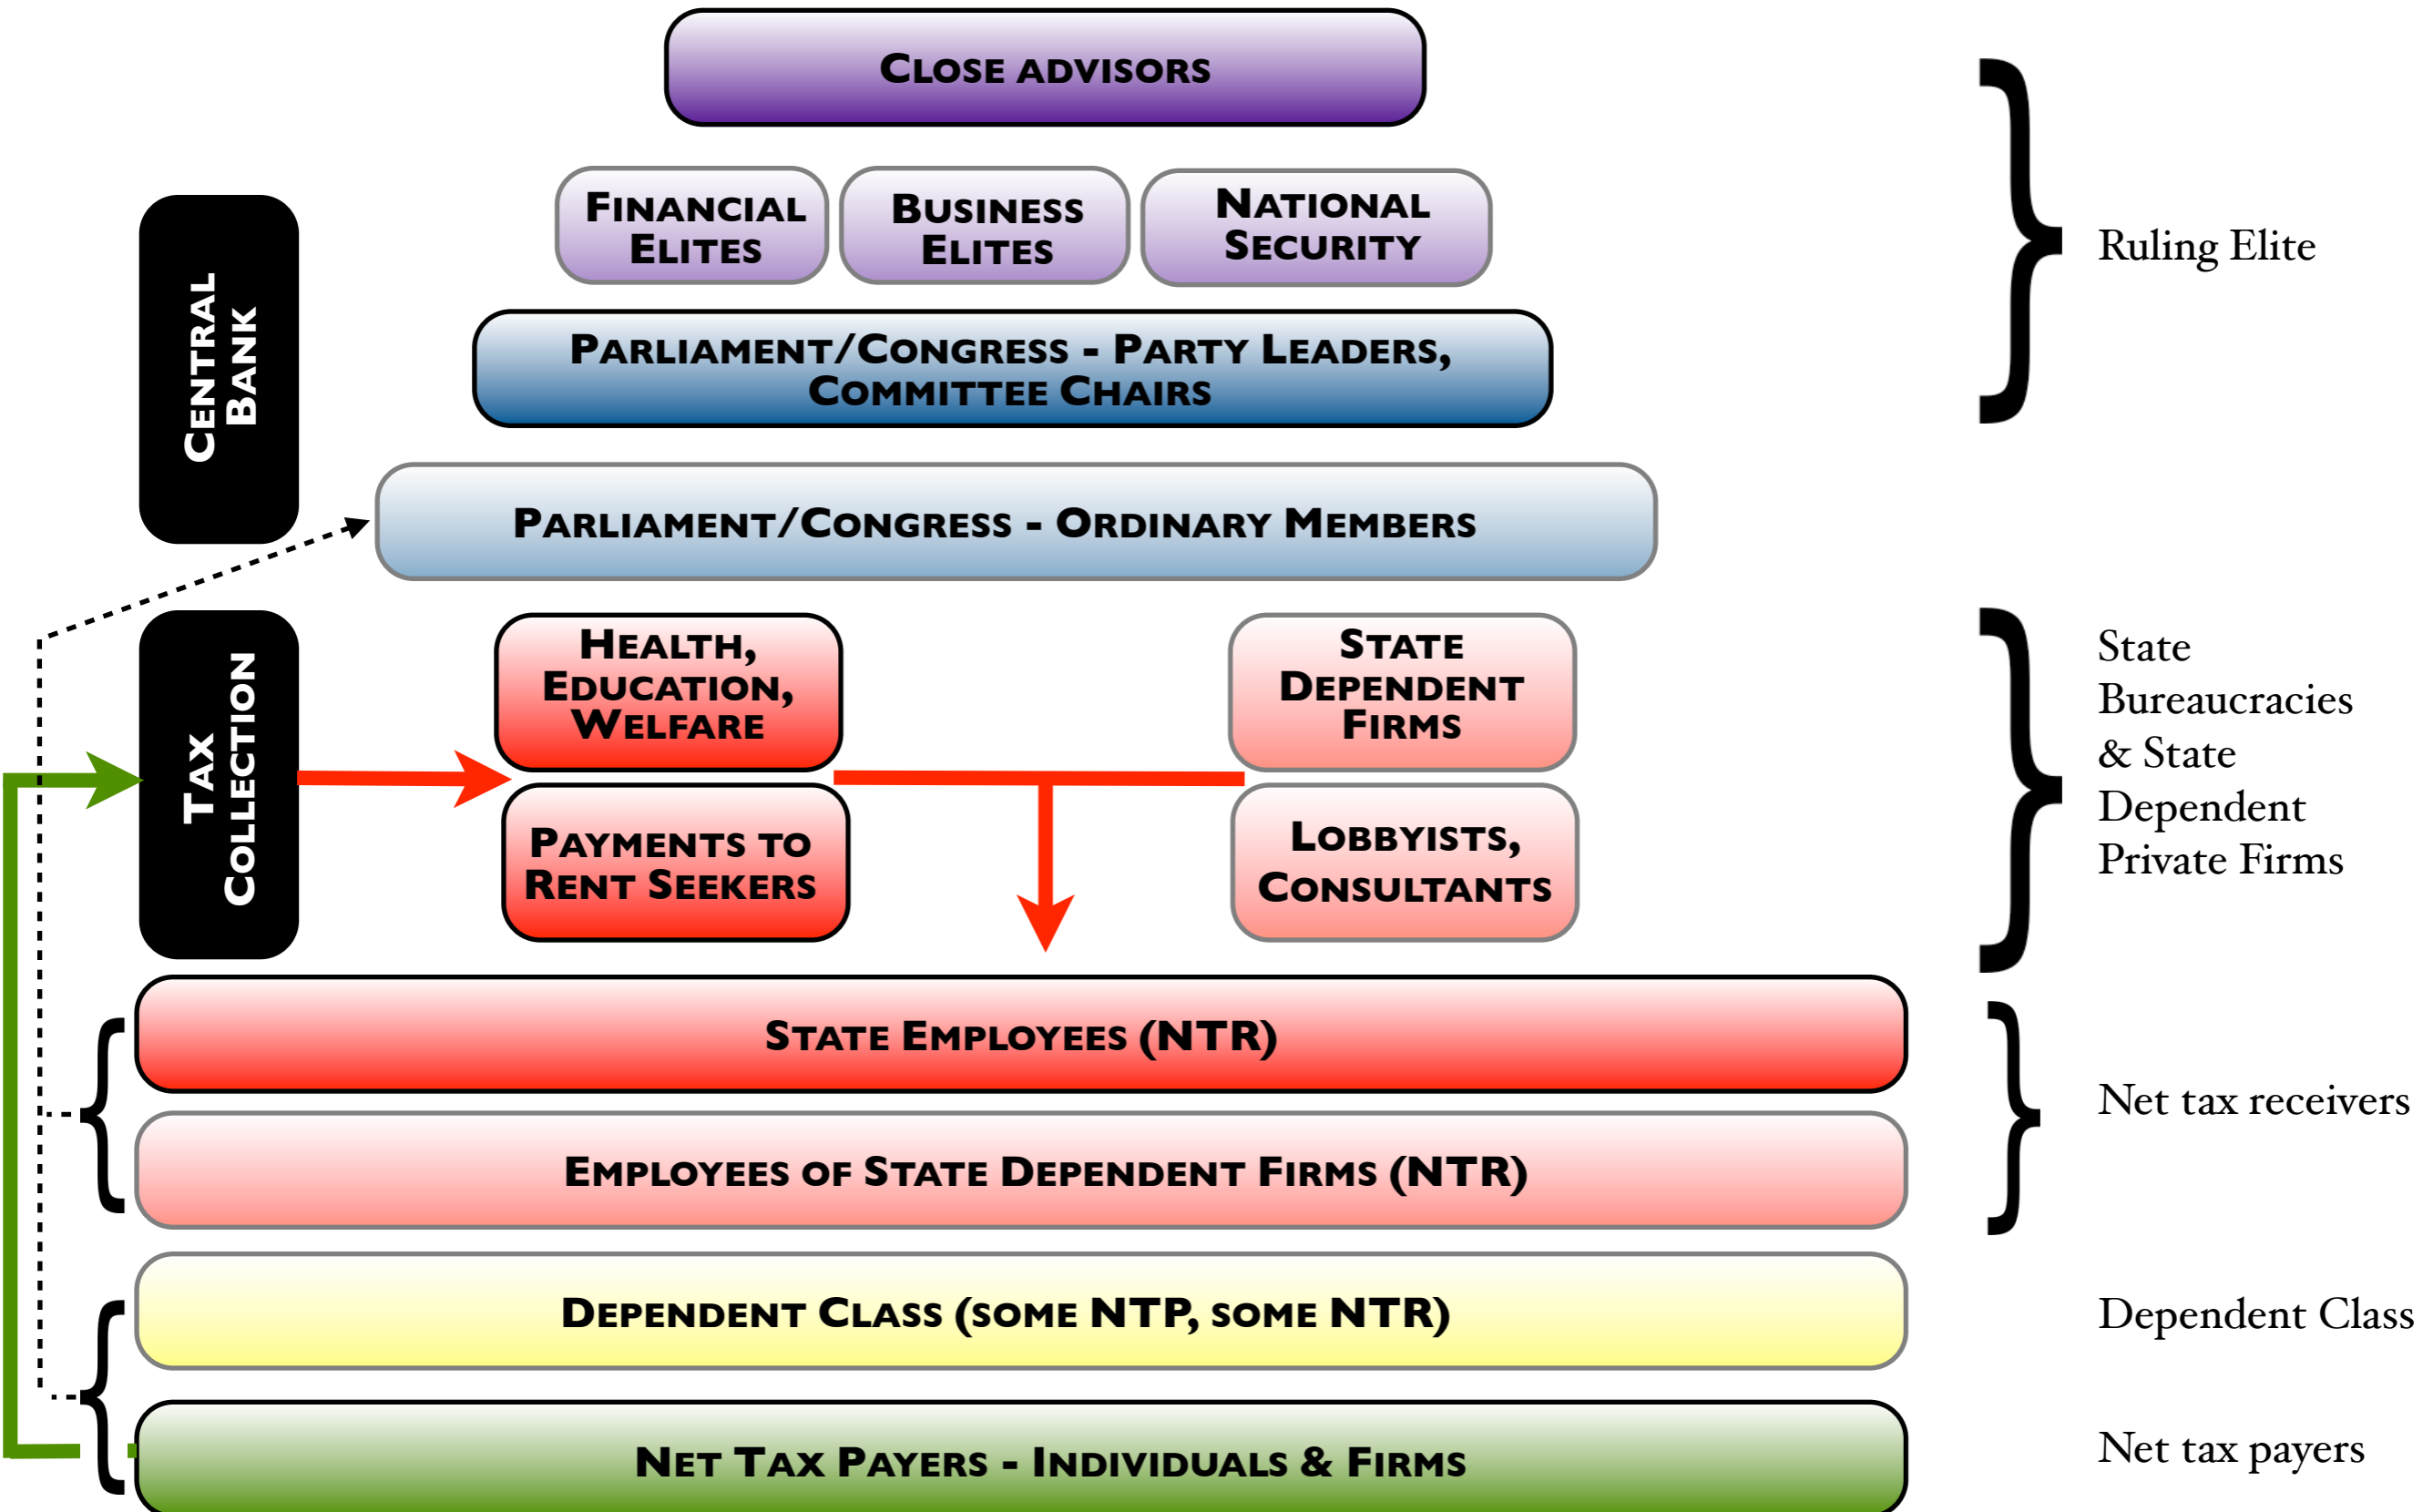 Close advisors
Financial
Elites
Business
Elites
National
Security
Ruling Elite
Central
Bank
Parliament/Congress - Party Leaders,
Committee Chairs
Parliament/Congress - Ordinary Members
Tax
Collection
Health,
Education,
Welfare
State
Dependent
Firms
Payments to
Rent Seekers
Lobbyists,
Consultants
State
Bureaucracies
& State
Dependent
Private Firms
State Employees (NTR)
Employees of State Dependent Firms (NTR)
Net tax receivers
Dependent Class (some NTP, some NTR)
Dependent Class
Net Tax Payers - Individuals & Firms
Net tax payers